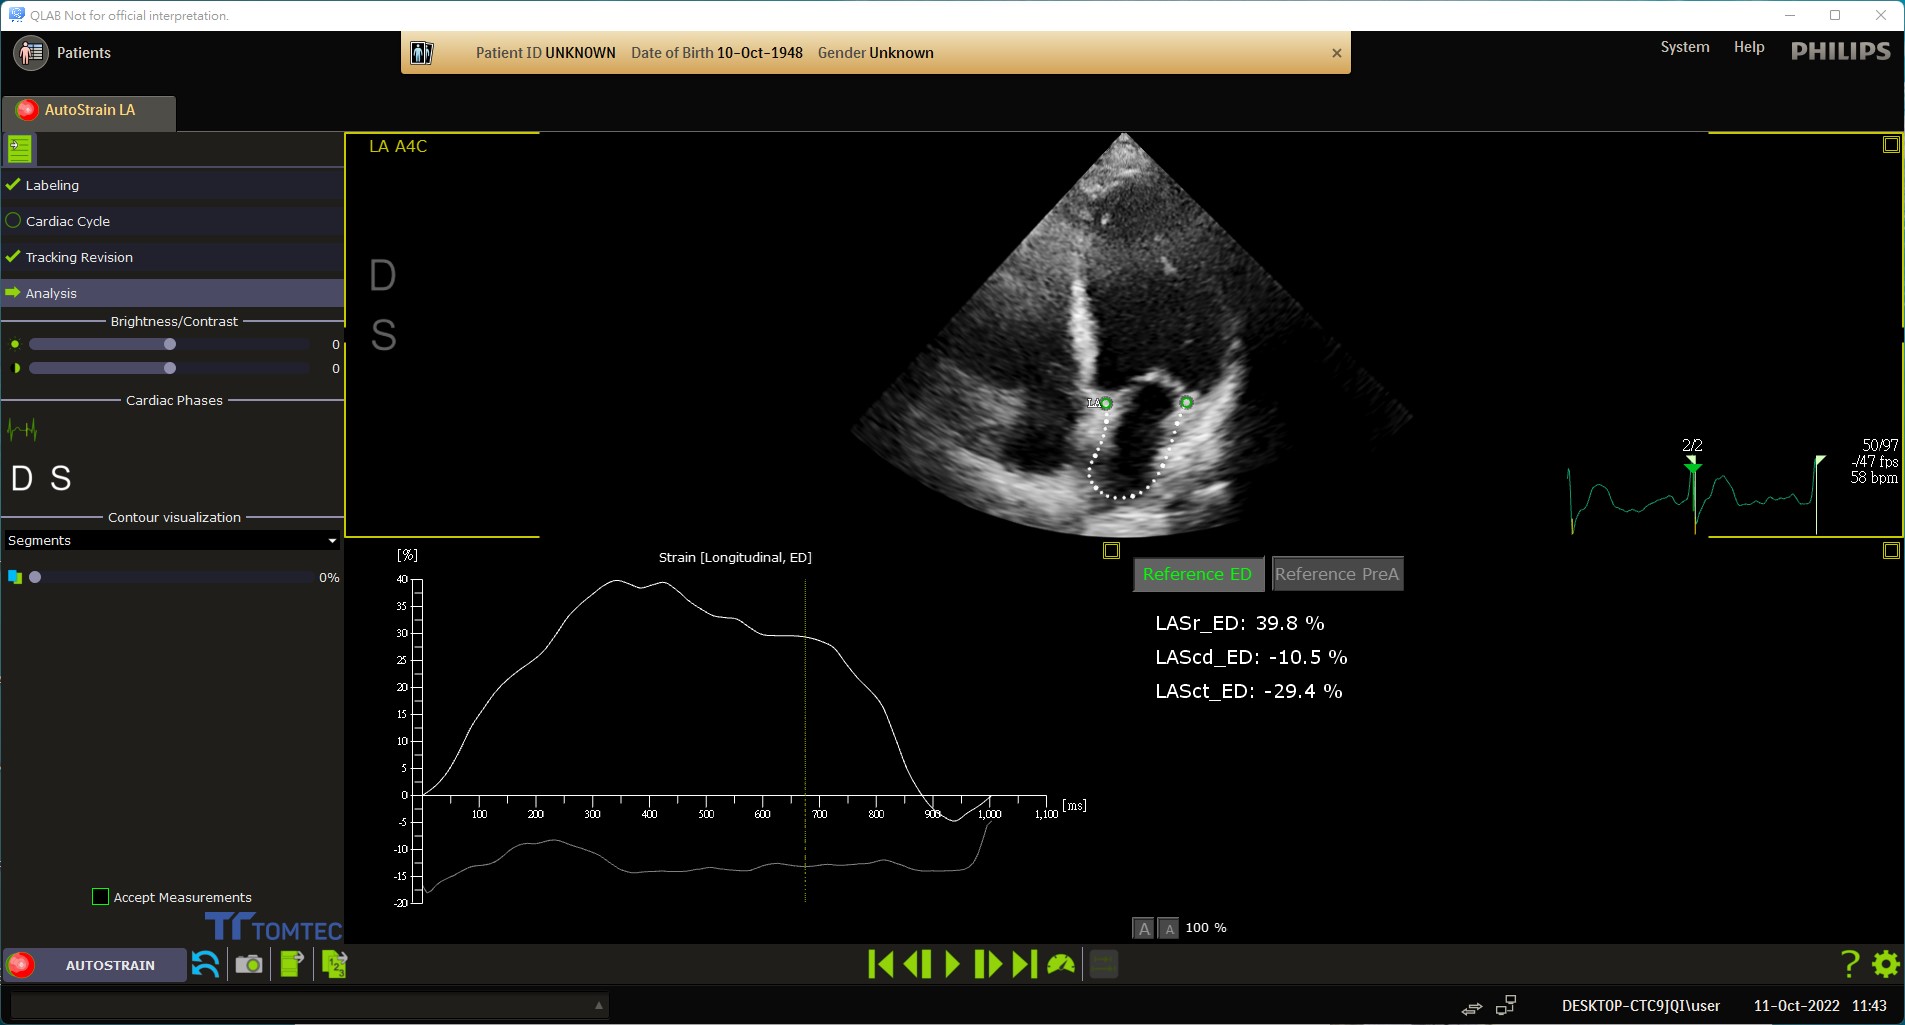 QLAB Not for official interpretation.
Patients
Patient ID UNKNOWN Date of Birth 10-Oct-1948 Gender Unknown
System Help PHILIPS
AutoStrain LA
Labeling
Cardiac Cycle
Tracking Revision
Analysis
Brightness/Contrast
0
0
Cardiac Phases
D S
Contour visualization
Segments
0%
Accept Measurements
TOMTEC
LA A4C
D
S
LA
2/2
50/97
-/47 fps
58 bpm
[%]
Strain [Longitudinal, ED]
40
35
30
25
20
15
10
5
0
-5
-10
-15
-20
100 200 300 400 500 600 700 800 900 1,000 1,100 [ms]
Reference ED Reference PreA
LASr_ED: 39.8 %
LAScd_ED: -10.5 %
LASct_ED: -29.4 %
A A 100 %
AUTOSTRAIN
123
?
DESKTOP-CTC9JQI\user 11-Oct-2022 11:43